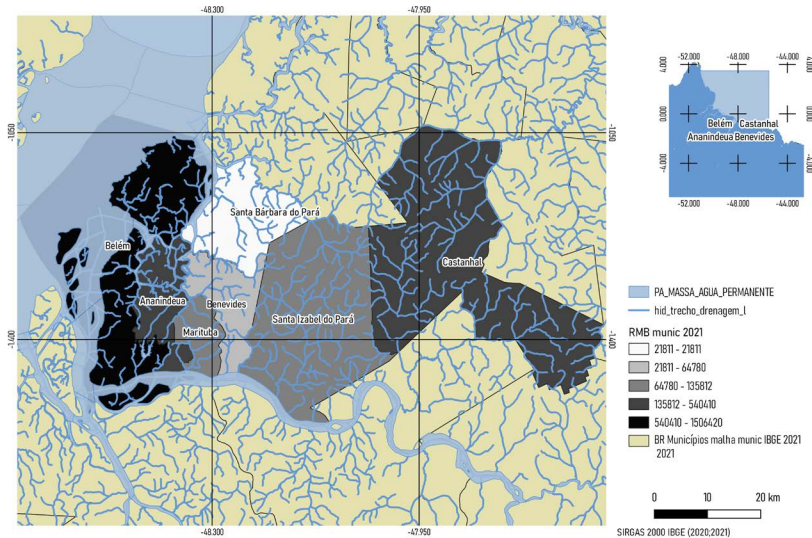 -48.300
-47.950
-1.050
-1.050
Santa Bárbara do Pará
Belém
Castanhal
Ananindeua
Benevides
Santa Izabel do Pará
Marituba
-1.400
-1.400
-48.300
-47.950
-52.000
-48.000
-44.000
4.000
4.000
0.000
0.000
Belém
Castanhal
Ananindeua Benevides
-4.000
-4.000
-52.000
-48.000
-44.000
PA_MASSA_AGUA_PERMANENTE
hid_trecho_drenagem_l
RMB munic 2021
21811 - 21811
21811 - 64780
64780 - 135812
135812 - 540410
540410 - 1506420
BR Municípios malha munic IBGE 2021
2021
0 10 20 km
SIRGAS 2000 IBGE (2020;2021)